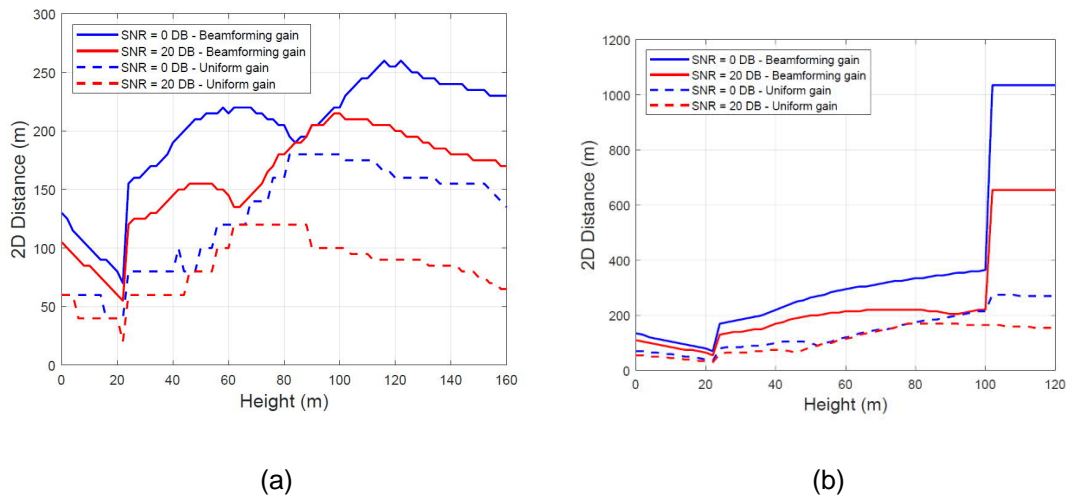 300
250
200
150
100
50
0
2D Distance (m)
SNR = 0 DB - Beamforming gain
SNR = 20 DB - Beamforming gain
SNR = 0 DB - Uniform gain
SNR = 20 DB - Uniform gain
0 20 40 60 80 100 120 140 160
Height (m)
(a)
1200
1000
800
600
400
200
0
2D Distance (m)
SNR = 0 DB - Beamforming gain
SNR = 20 DB - Beamforming gain
SNR = 0 DB - Uniform gain
SNR = 20 DB - Uniform gain
0 20 40 60 80 100 120
Height (m)
(b)